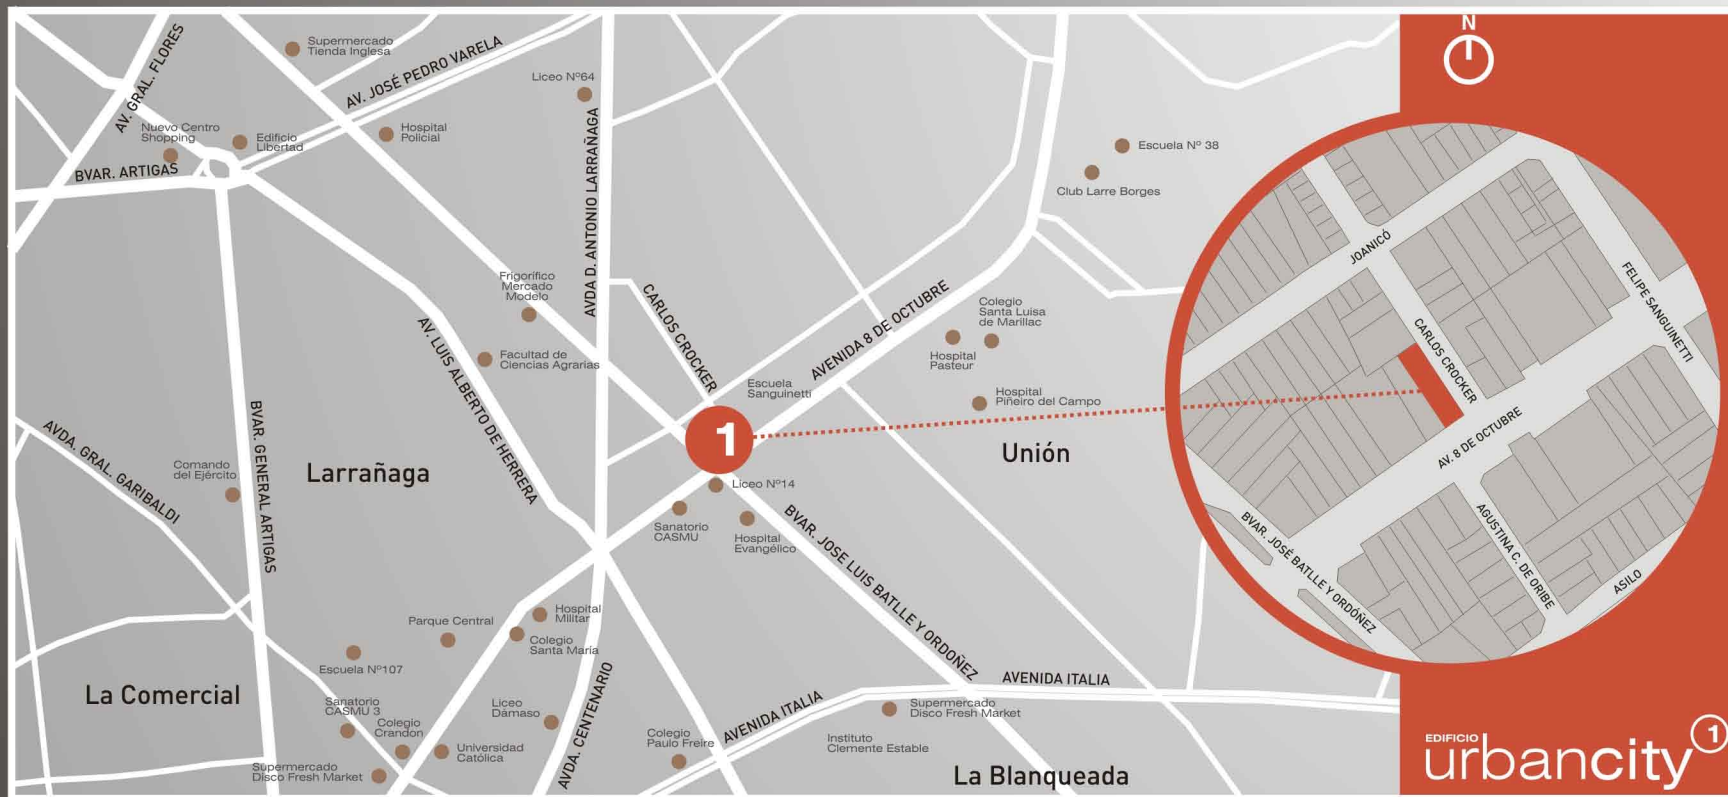 N
Supermercado
Tienda Inglesa
AV. GRAL. FLORES
AV. JOSÉ PEDRO VARELA
Liceo Nº64
Nuevo Centro
Shopping
Edificio
Libertad
Hospital
Policial
BVAR. ARTIGAS
AVDA D. ANTONIO LARRAÑAGA
Escuela Nº 38
Club Larre Borges
Frigorífico
Mercado
Modelo
CARLOS CROCKER
AVENIDA 8 DE OCTUBRE
Colegio
Santa Luisa
de Marillac
Hospital
Pasteur
AV. LUIS ALBERTO DE HERRERA
Facultad de
Ciencias Agrarias
Escuela
Sanguinetti
Hospital
Piñeiro del Campo
1
Unión
BVAR. GENERAL ARTIGAS
AVDA. GRAL. GARIBALDI
Comando
del Ejército
Larrañaga
Liceo Nº14
Sanatorio
CASMU
Hospital
Evangélico
BVAR. JOSE LUIS BATLLE Y ORDOÑEZ
Hospital
Militar
Parque Central
Colegio
Santa María
Escuela Nº107
La Comercial
Sanatorio
CASMU 3
Colegio
Crandon
Liceo
Dámaso
Universidad
Católica
Supermercado
Disco Fresh Market
AVDA. CENTENARIO
Colegio
Paulo Freire
AVENIDA ITALIA
AVENIDA ITALIA
Supermercado
Disco Fresh Market
Instituto
Clemente Estable
La Blanqueada
JOANICÓ
FELIPE SANGUINETTI
CARLOS CROCKER
AV. 8 DE OCTUBRE
BVAR. JOSÉ BATLLE Y ORDÓÑEZ
AGUSTINA C. DE ORIBE
ASILO
EDIFICIO
urbancity 1